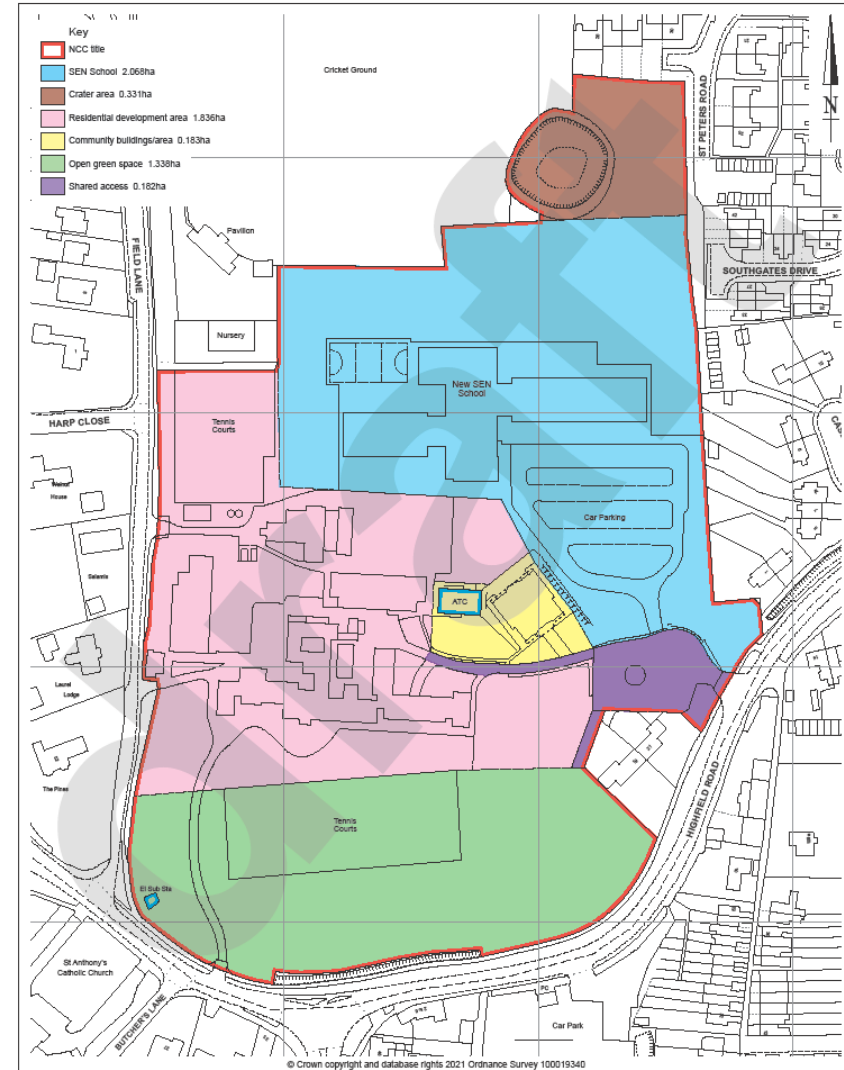 Key
NCC title
SEN School 2.068ha
Crater area 0.331ha
Residential development area 1.836ha
Community buildings/area 0.183ha
Open green space 1.338ha
Shared access 0.182ha
Cricket Ground
ST PETERS ROAD
N
Pavilion
FIELD LANE
SOUTHGATES DRIVE
Nursery
New SEN
School
HARP CLOSE
Tennis
Courts
House
Car Parking
Salamis
ATC
Laurel
Lodge
The Pines
HIGHFIELD ROAD
Tennis
Courts
El Sub Sta
St Anthony's
Catholic Church
BUTCHER'S LANE
PC
Car Park
draft
© Crown copyright and database rights 2021 Ordnance Survey 100019340